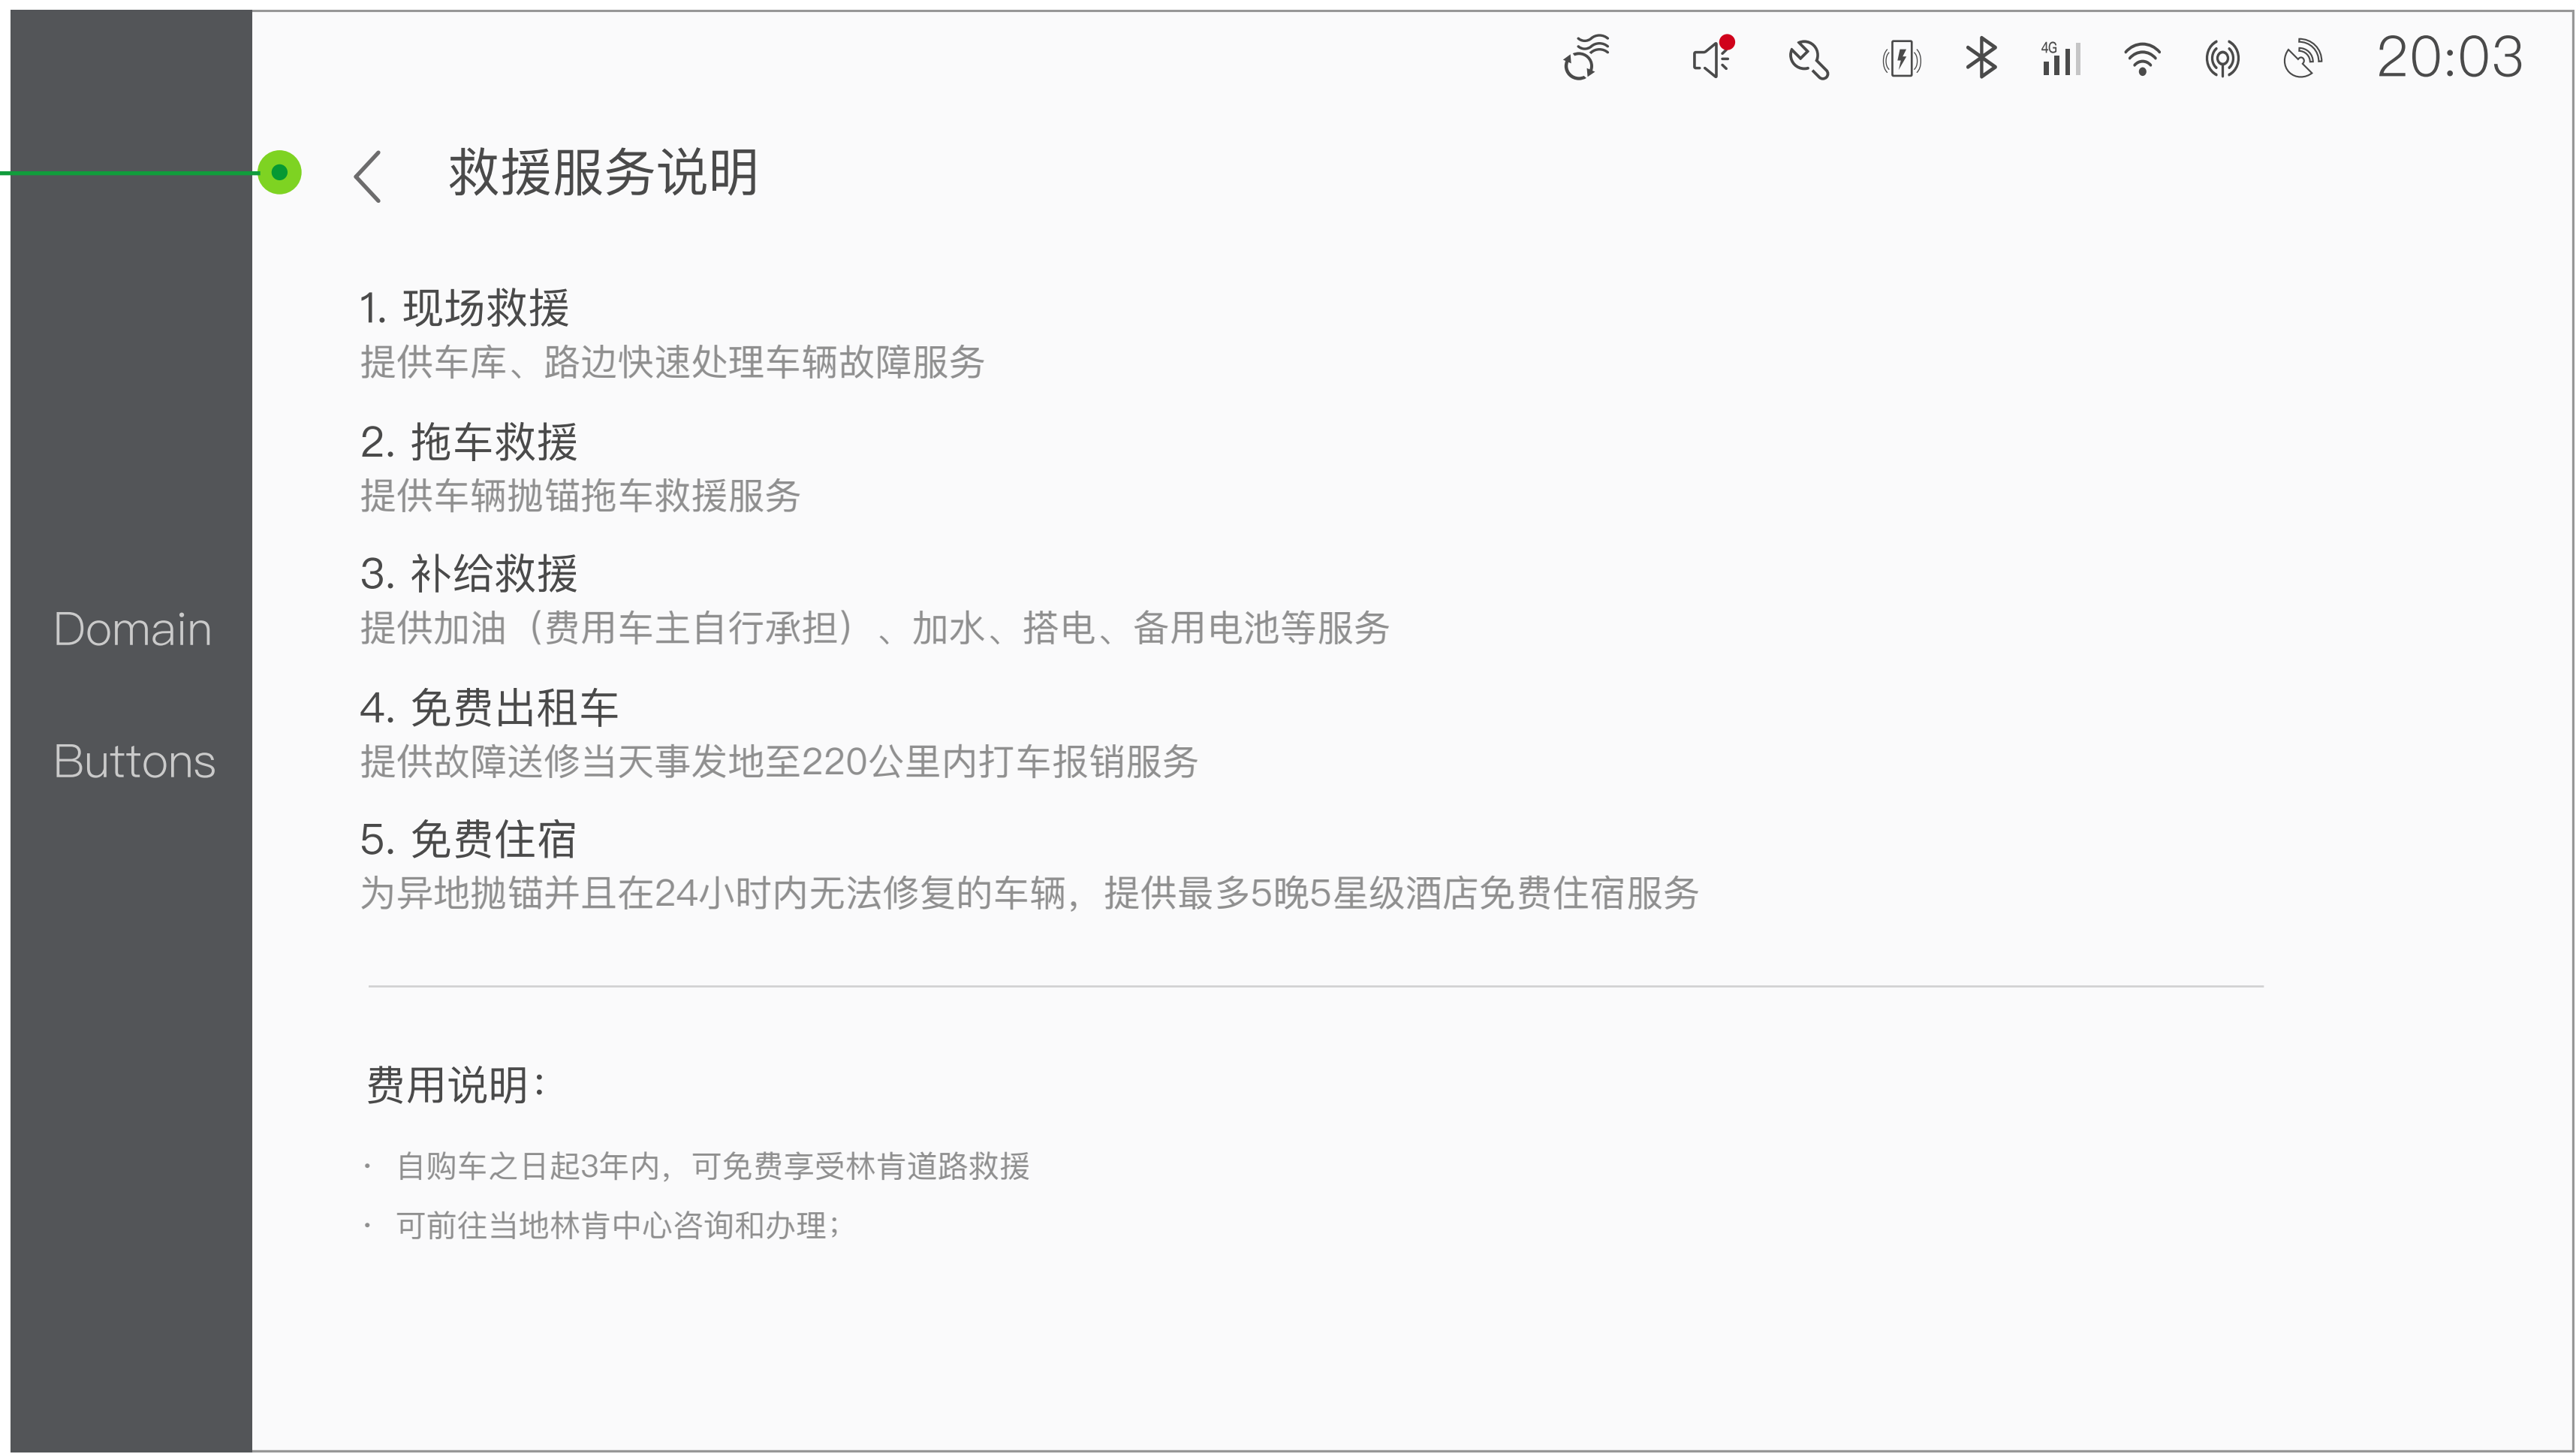 4G
20:03
救援服务说明
1. 现场救援
提供车库、路边快速处理车辆故障服务
2. 拖车救援
提供车辆抛锚拖车救援服务
3. 补给救援
提供加油（费用车主自行承担）、加水、搭电、备用电池等服务
4. 免费出租车
提供故障送修当天事发地至220公里内打车报销服务
5. 免费住宿
为异地抛锚并且在24小时内无法修复的车辆，提供最多5晚5星级酒店免费住宿服务
费用说明：
· 自购车之日起3年内，可免费享受林肯道路救援
· 可前往当地林肯中心咨询和办理；
Domain
Buttons